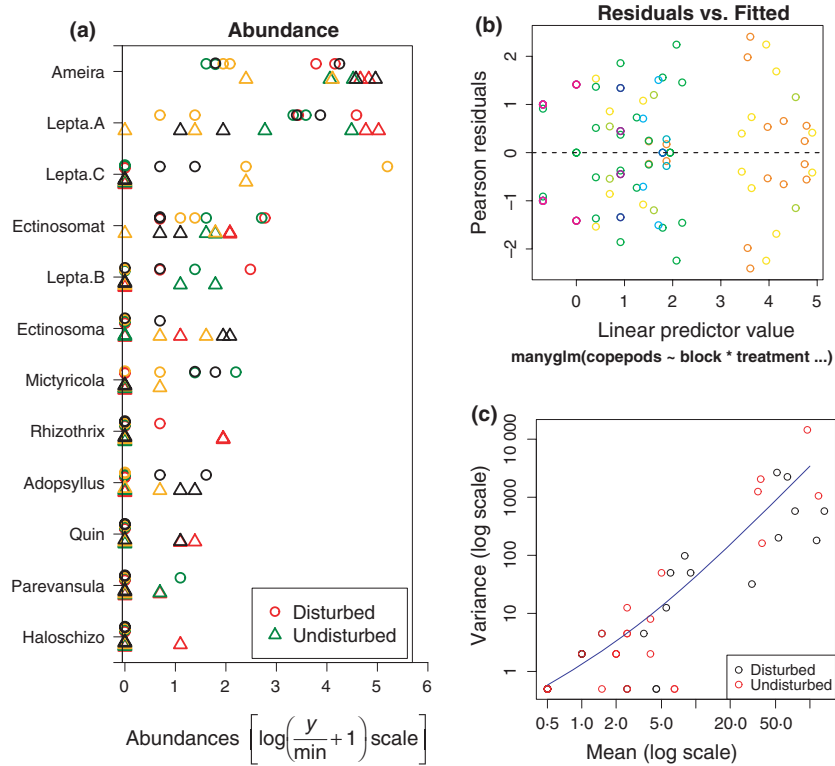 (a)
Abundance
Ameira
Lepta.A
Lepta.C
Ectinosomat
Lepta.B
Ectinosoma
Mictyricola
Rhizothrix
Adopsyllus
Quin
Parevansula
Haloschizo
Disturbed
Undisturbed
0 1 2 3 4 5 6
Abundances [log(y/min + 1) scale]
(b)
Residuals vs. Fitted
Pearson residuals
2
1
0
−1
−2
0 1 2 3 4 5
Linear predictor value
manyglm(copepods ~ block * treatment ...)
(c)
Variance (log scale)
10 000
1000
100
10
1
Disturbed
Undisturbed
0·5 1·0 2·0 5·0 20·0 50·0
Mean (log scale)